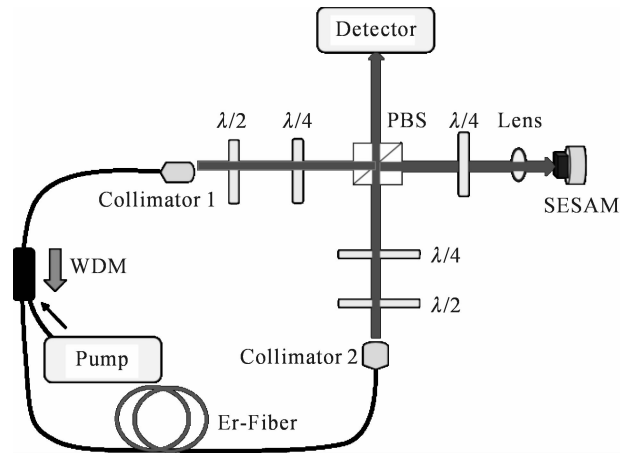 Detector
λ/2
λ/4
PBS
λ/4
Lens
Collimator 1
SESAM
WDM
λ/4
λ/2
Pump
Collimator 2
Er-Fiber